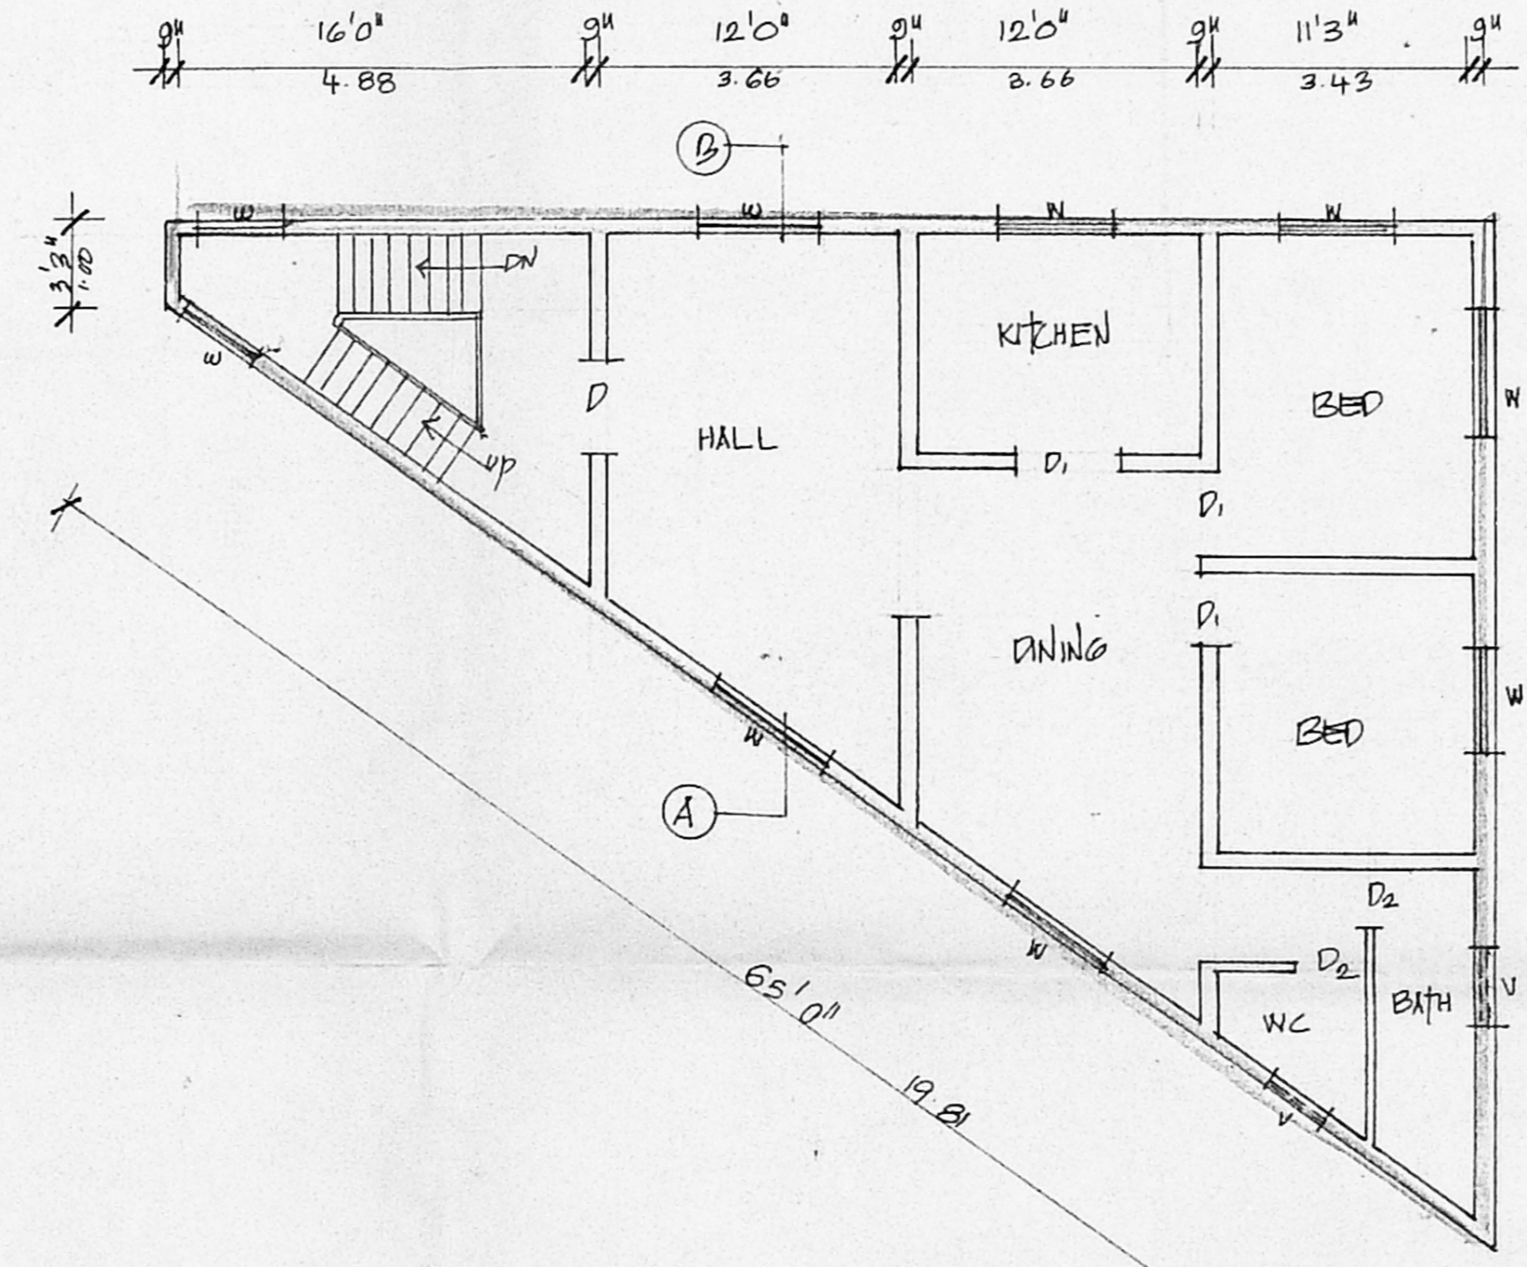 9" 16'0" 9" 12'0" 9" 12'0" 9" 11'3" 9"
4.88 3.66 3.66 3.43
B
W W W W
3'3"
1.00
DN
KITCHEN
W
D
BED
W
HALL
UP
D1
D1
D1
DINING
W
BED
W
A
D2
W
D2
V
65'0"
WC
BATH
19.81
V